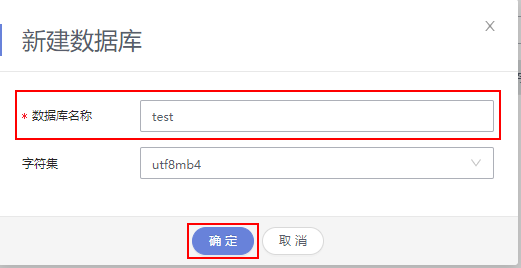 新建数据库
* 数据库名称 test
字符集 utf8mb4
确定 取消